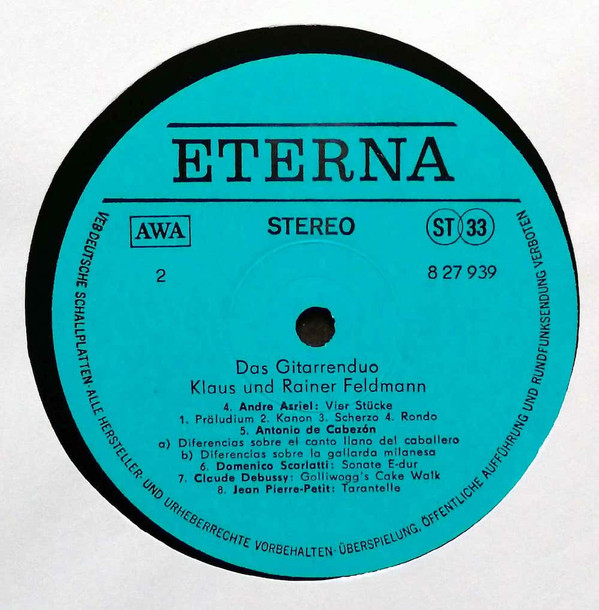 ETERNA
AWA
STEREO
ST 33
2
8 27 939
Das Gitarrenduo
Klaus und Rainer Feldmann
4. Andre Asriel: Vier Stücke
1. Präludium 2. Kanon 3. Scherzo 4. Rondo
5. Antonio de Cabezón
a) Diferencias sobre el canto llano del caballero
b) Diferencias sobre la gallarda milanesa
6. Domenico Scarlatti: Sonate E-dur
7. Claude Debussy: Golliwogg's Cake Walk
8. Jean Pierre-Petit: Tarantelle
VEB DEUTSCHE SCHALLPLATTEN · ALLE HERSTELLER- UND URHEBERRECHTE VORBEHALTEN · ÜBERSPIELUNG, ÖFFENTLICHE AUFFÜHRUNG UND RUNDFUNKSENDUNG VERBOTEN